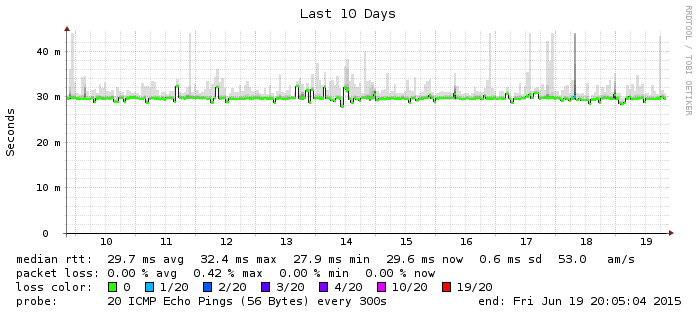 Last 10 Days
RRDTOOL / TOBI OETIKER
Seconds
40 m
30 m
20 m
10 m
0
10 11 12 13 14 15 16 17 18 19
median rtt: 29.7 ms avg 32.4 ms max 27.9 ms min 29.6 ms now 0.6 ms sd 53.0 am/s
packet loss: 0.00 % avg 0.42 % max 0.00 % min 0.00 % now
loss color: 0 1/20 2/20 3/20 4/20 10/20 19/20
probe: 20 ICMP Echo Pings (56 Bytes) every 300s end: Fri Jun 19 20:05:04 2015